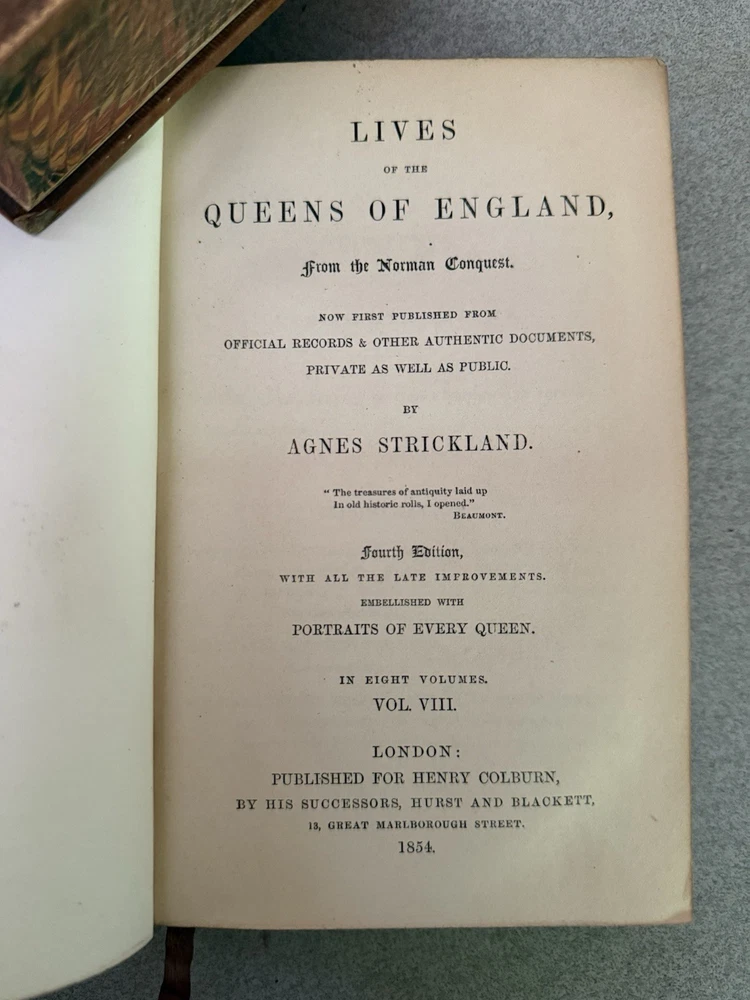 LIVES
OF THE
QUEENS OF ENGLAND,
From the Norman Conquest.
NOW FIRST PUBLISHED FROM
OFFICIAL RECORDS & OTHER AUTHENTIC DOCUMENTS,
PRIVATE AS WELL AS PUBLIC.
BY
AGNES STRICKLAND.
" The treasures of antiquity laid up
In old historic rolls, I opened."
BEAUMONT.
Fourth Edition,
WITH ALL THE LATE IMPROVEMENTS.
EMBELLISHED WITH
PORTRAITS OF EVERY QUEEN.
IN EIGHT VOLUMES.
VOL. VIII.
LONDON:
PUBLISHED FOR HENRY COLBURN,
BY HIS SUCCESSORS, HURST AND BLACKETT,
13, GREAT MARLBOROUGH STREET.
1854.